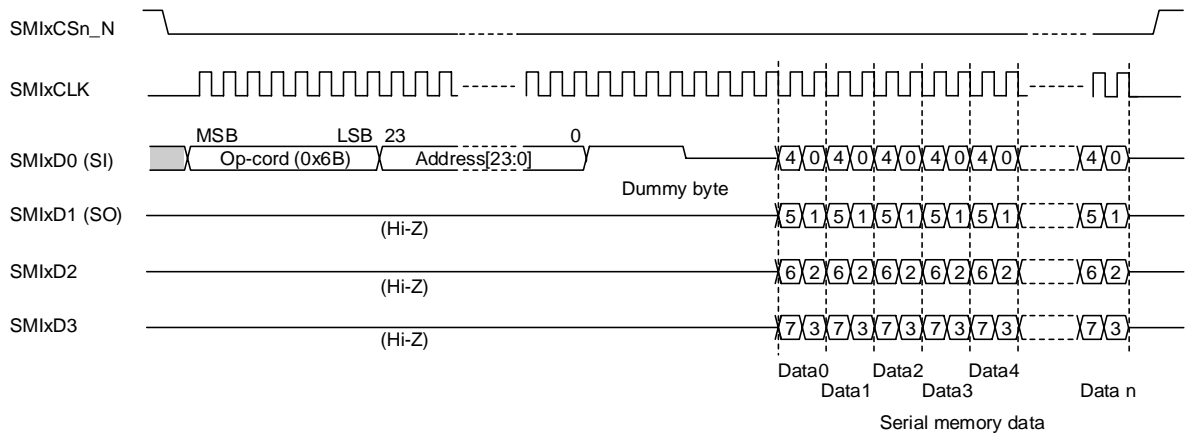 SMIxCSn_N
SMIxCLK
MSB LSB 23 0
SMIxD0 (SI) Op-cord (0x6B) Address[23:0] 4 0 4 0 4 0 4 0 4 0 4 0
Dummy byte
SMIxD1 (SO) 5 1 5 1 5 1 5 1 5 1 5 1
(Hi-Z)
SMIxD2 6 2 6 2 6 2 6 2 6 2 6 2
(Hi-Z)
SMIxD3 7 3 7 3 7 3 7 3 7 3 7 3
(Hi-Z)
Data0 Data2 Data4
Data1 Data3 Data n
Serial memory data